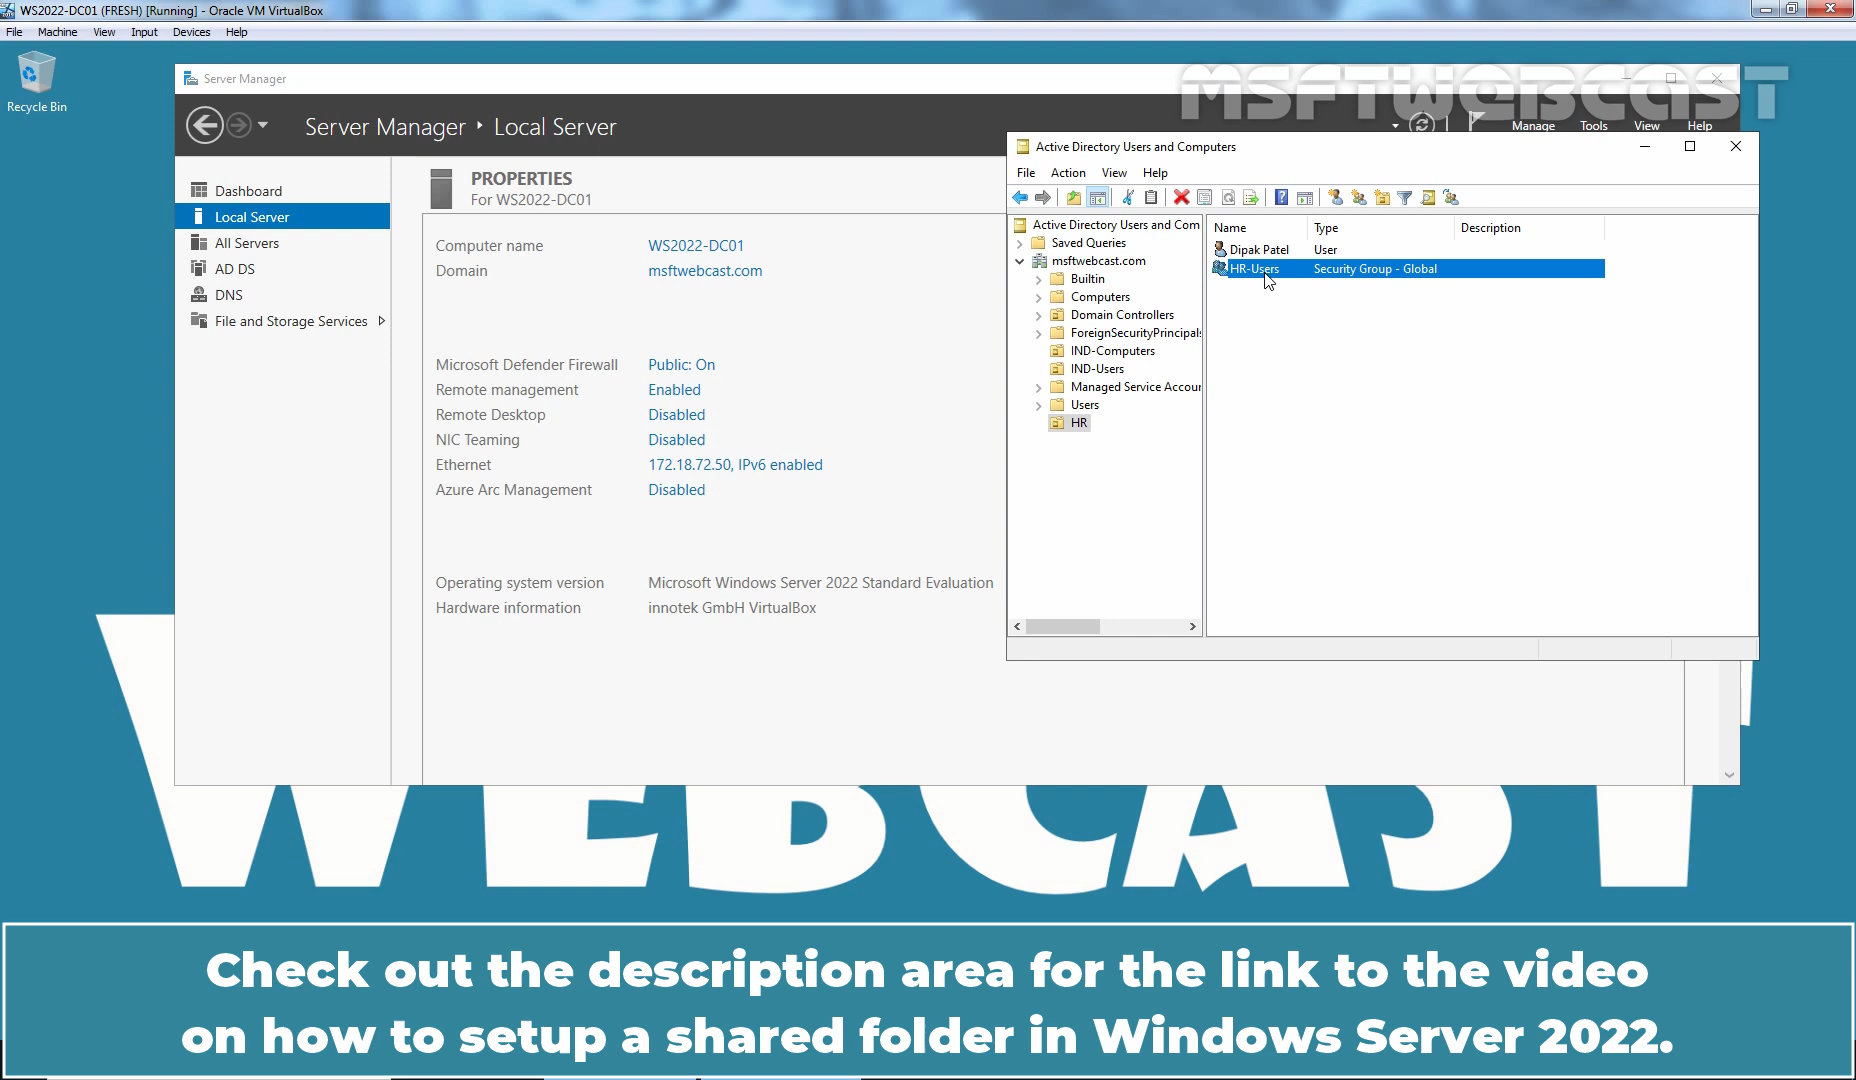 WS2022-DC01 (FRESH) [Running] - Oracle VM VirtualBox
File Machine View Input Devices Help
Recycle Bin
Server Manager
MSFTWEBCAST
Server Manager ‣ Local Server
Manage Tools View Help
Dashboard
Local Server
All Servers
AD DS
DNS
File and Storage Services
PROPERTIES
For WS2022-DC01
Computer name WS2022-DC01
Domain msftwebcast.com
Microsoft Defender Firewall Public: On
Remote management Enabled
Remote Desktop Disabled
NIC Teaming Disabled
Ethernet 172.18.72.50, IPv6 enabled
Azure Arc Management Disabled
Operating system version Microsoft Windows Server 2022 Standard Evaluation
Hardware information innotek GmbH VirtualBox
Active Directory Users and Computers
File Action View Help
Active Directory Users and Com
Saved Queries
msftwebcast.com
Builtin
Computers
Domain Controllers
ForeignSecurityPrincipals
IND-Computers
IND-Users
Managed Service Accour
Users
HR
Name Type Description
Dipak Patel User
HR-Users Security Group - Global
WEBCAST
Check out the description area for the link to the video
on how to setup a shared folder in Windows Server 2022.